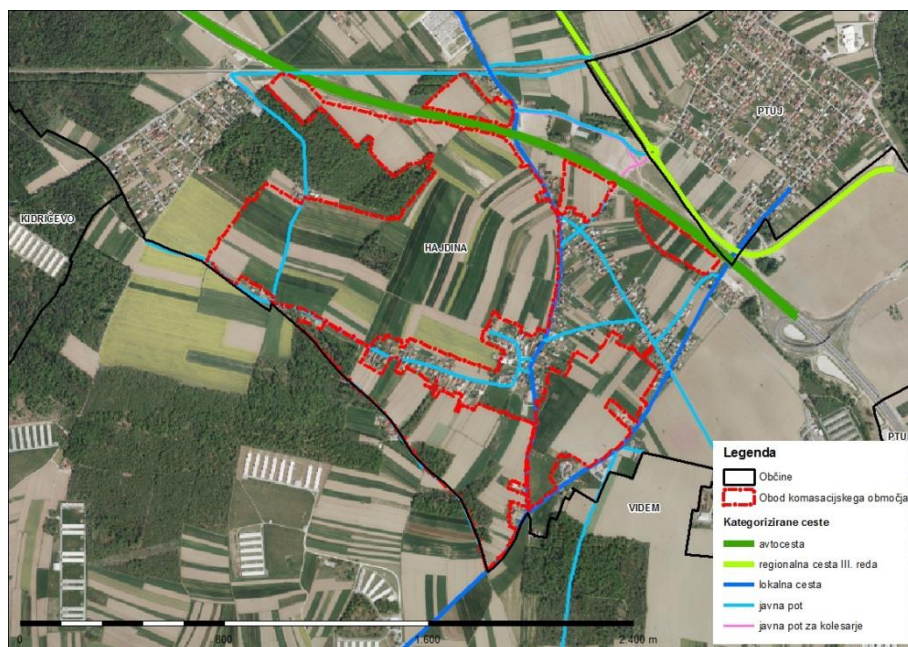 PTUJ
KIDRIČEVO
HAJDINA
PTUJ
VIDEM
Legenda
Občine
Obod komasacijskega območja
Kategorizirane ceste
avtocesta
regionalna cesta III. reda
lokalna cesta
javna pot
javna pot za kolesarje
0 800 1.600 2.400 m